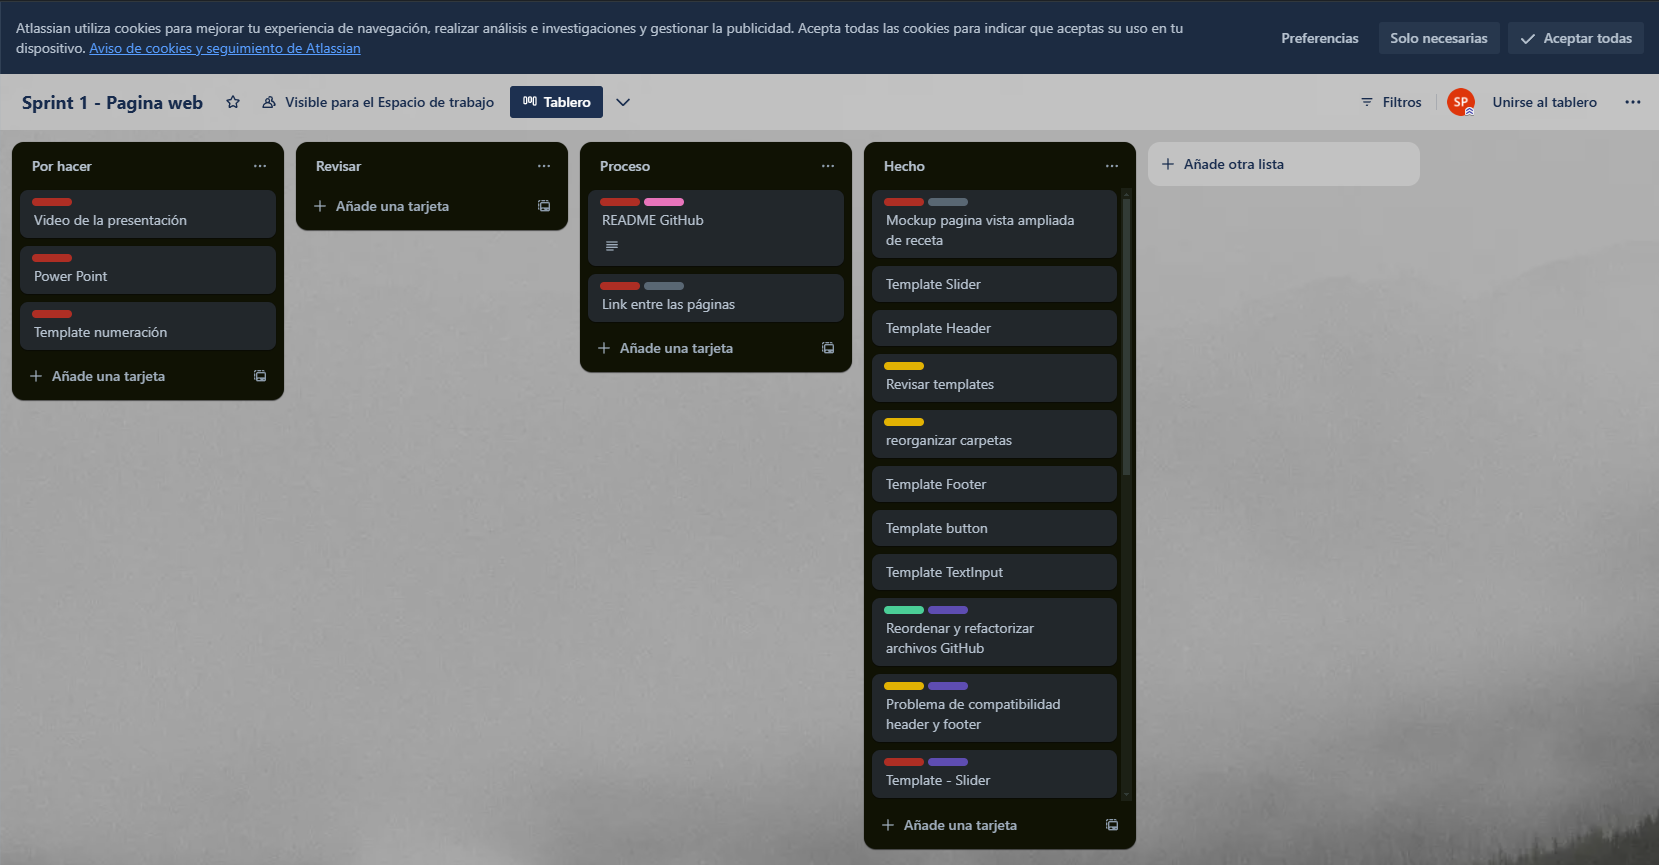 Atlassian utiliza cookies para mejorar tu experiencia de navegación, realizar análisis e investigaciones y gestionar la publicidad. Acepta todas las cookies para indicar que aceptas su uso en tu
dispositivo. Aviso de cookies y seguimiento de Atlassian
Preferencias
Solo necesarias
Aceptar todas
Sprint 1 - Pagina web
Visible para el Espacio de trabajo
Tablero
Filtros
SP
Unirse al tablero
Por hacer
Video de la presentación
Power Point
Template numeración
Añade una tarjeta
Revisar
Añade una tarjeta
Proceso
README GitHub
Link entre las páginas
Añade una tarjeta
Hecho
Mockup pagina vista ampliada
de receta
Template Slider
Template Header
Revisar templates
reorganizar carpetas
Template Footer
Template button
Template TextInput
Reordenar y refactorizar
archivos GitHub
Problema de compatibilidad
header y footer
Template - Slider
Añade una tarjeta
Añade otra lista